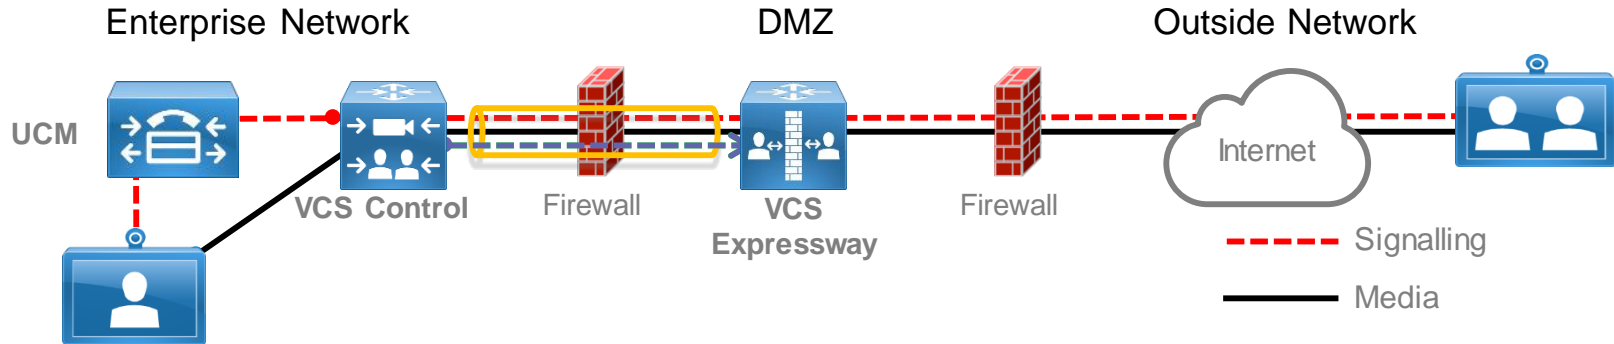 Enterprise Network
DMZ
Outside Network
UCM
Internet
VCS Control
Firewall
VCS
Expressway
Firewall
Signalling
Media